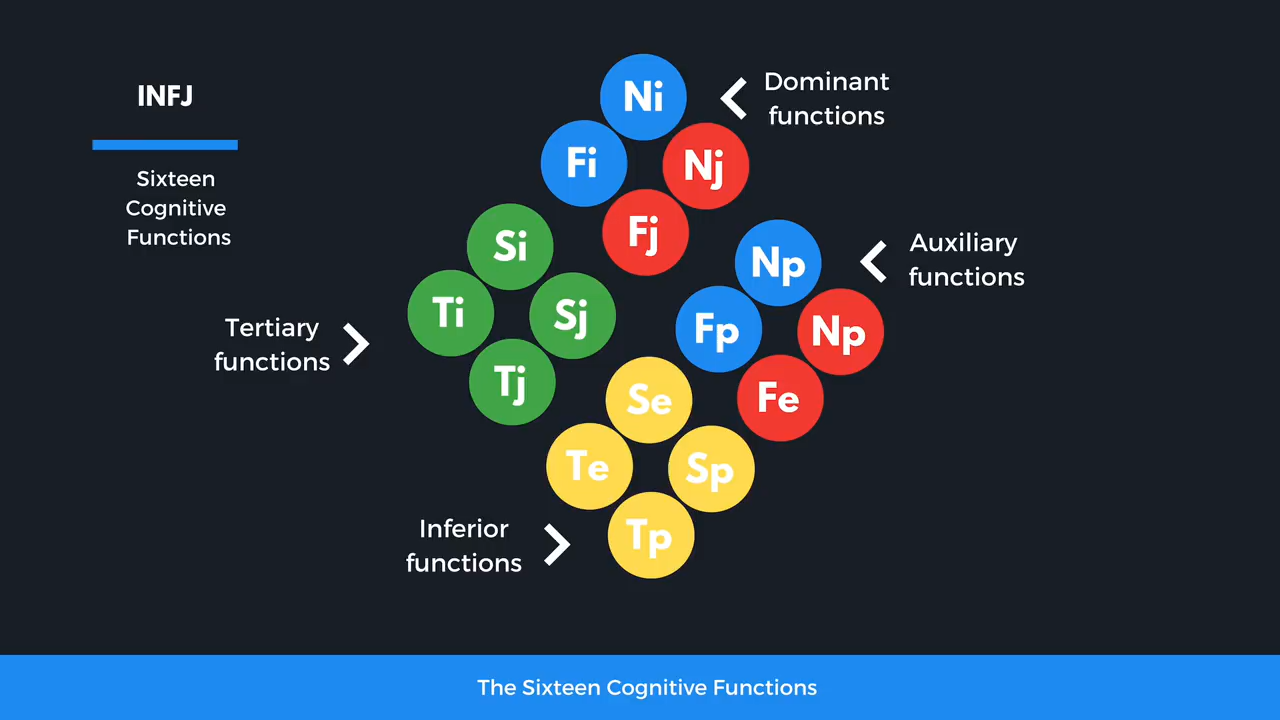 INFJ
Sixteen
Cognitive
Functions
Ni
Dominant
functions
Fi
Nj
Fj
Si
Ti
Sj
Tj
Tertiary
functions
Np
Auxiliary
functions
Fp
Np
Fe
Se
Te
Sp
Tp
Inferior
functions
The Sixteen Cognitive Functions